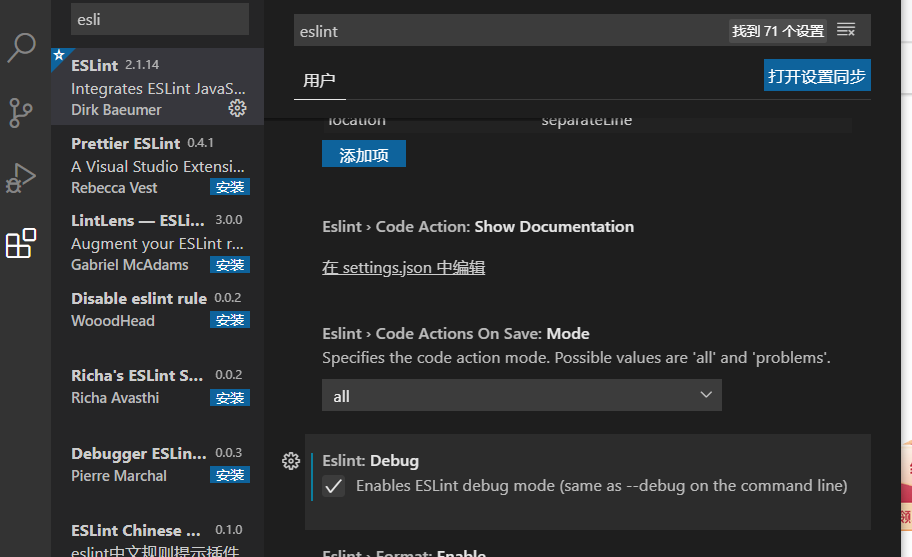 esli
ESLint 2.1.14
Integrates ESLint JavaS...
Dirk Baeumer
Prettier ESLint 0.4.1
A Visual Studio Extensi...
Rebecca Vest 安装
LintLens — ESLi... 3.0.0
Augment your ESLint r...
Gabriel McAdams 安装
Disable eslint rule 0.0.2
WooodHead 安装
Richa's ESLint S... 0.0.2
Richa Avasthi 安装
Debugger ESLin... 0.0.3
Pierre Marchal 安装
ESLint Chinese ... 0.1.0
eslint中文规则提示插件
eslint 找到 71 个设置
用户 打开设置同步
location separateLine
添加项
Eslint › Code Action: Show Documentation
在 settings.json 中编辑
Eslint › Code Actions On Save: Mode
Specifies the code action mode. Possible values are 'all' and 'problems'.
all
Eslint: Debug
Enables ESLint debug mode (same as --debug on the command line)
Eslint › Format: Enable